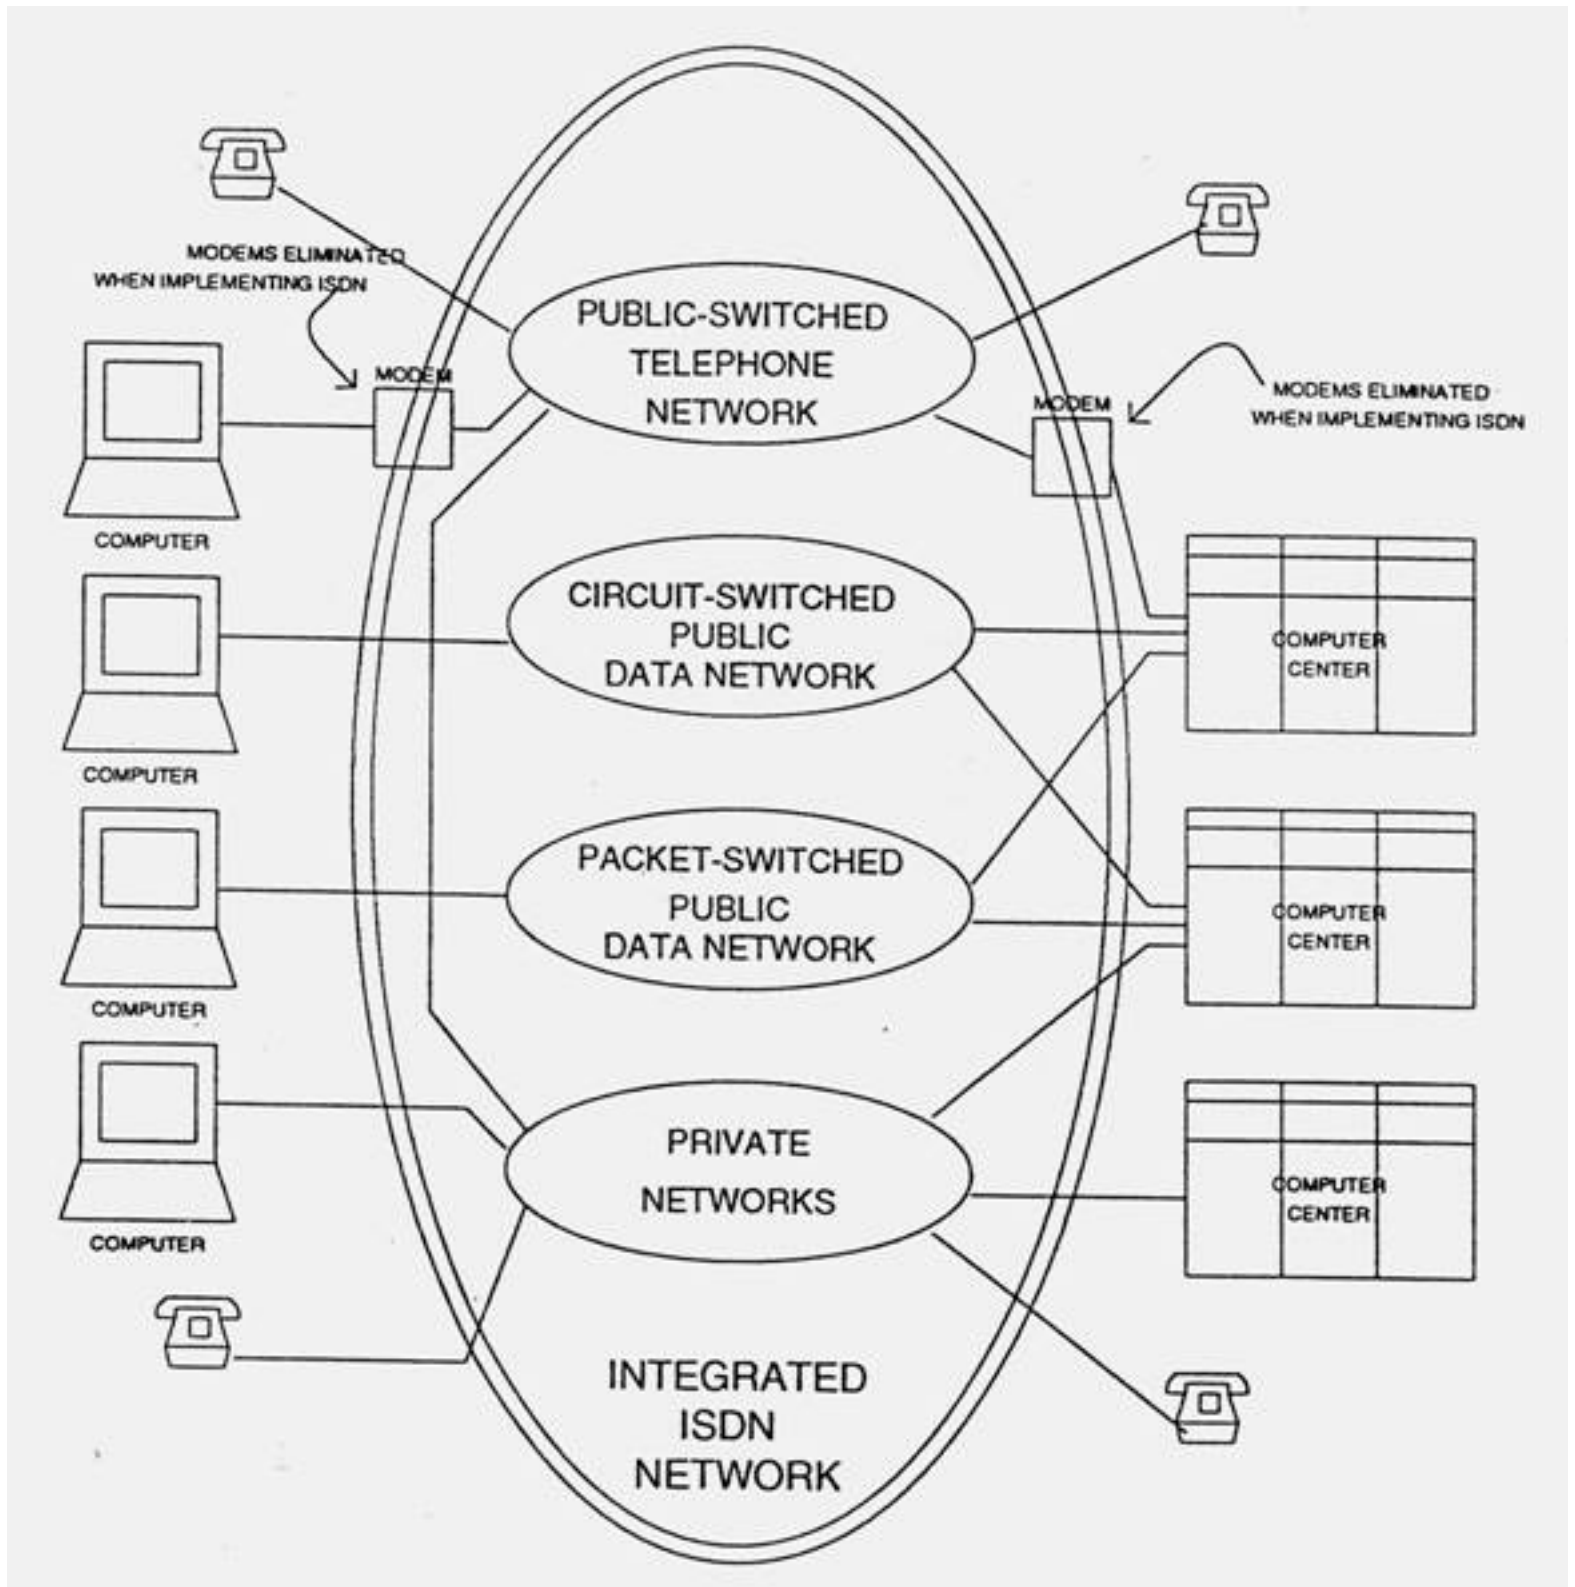 MODEMS ELIMINATED
WHEN IMPLEMENTING ISDN
PUBLIC-SWITCHED
TELEPHONE
NETWORK
MODEM
MODEM
MODEMS ELIMINATED
WHEN IMPLEMENTING ISDN
COMPUTER
CIRCUIT-SWITCHED
PUBLIC
DATA NETWORK
COMPUTER
CENTER
COMPUTER
PACKET-SWITCHED
PUBLIC
DATA NETWORK
COMPUTER
CENTER
COMPUTER
PRIVATE
NETWORKS
COMPUTER
CENTER
COMPUTER
INTEGRATED
ISDN
NETWORK